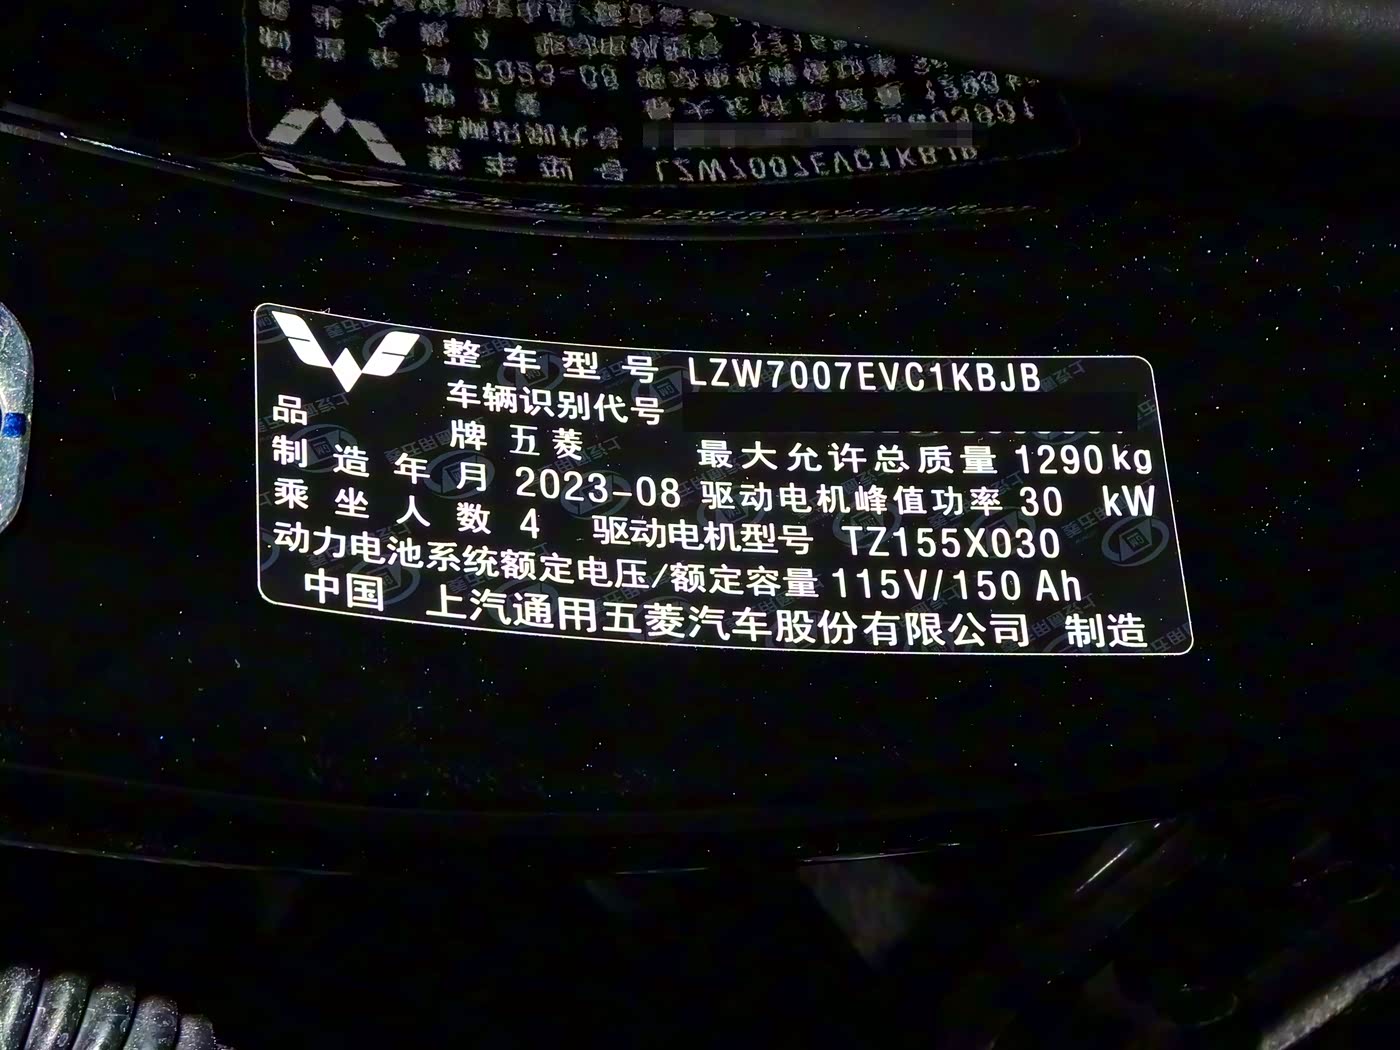 整车型号 LZW7007EVC1KBJB
车辆识别代号
品牌 五菱 最大允许总质量 1290kg
制造年月 2023-08 驱动电机峰值功率 30 kW
乘坐人数 4 驱动电机型号 TZ155X030
动力电池系统额定电压/额定容量 115V/150 Ah
中国 上汽通用五菱汽车股份有限公司 制造